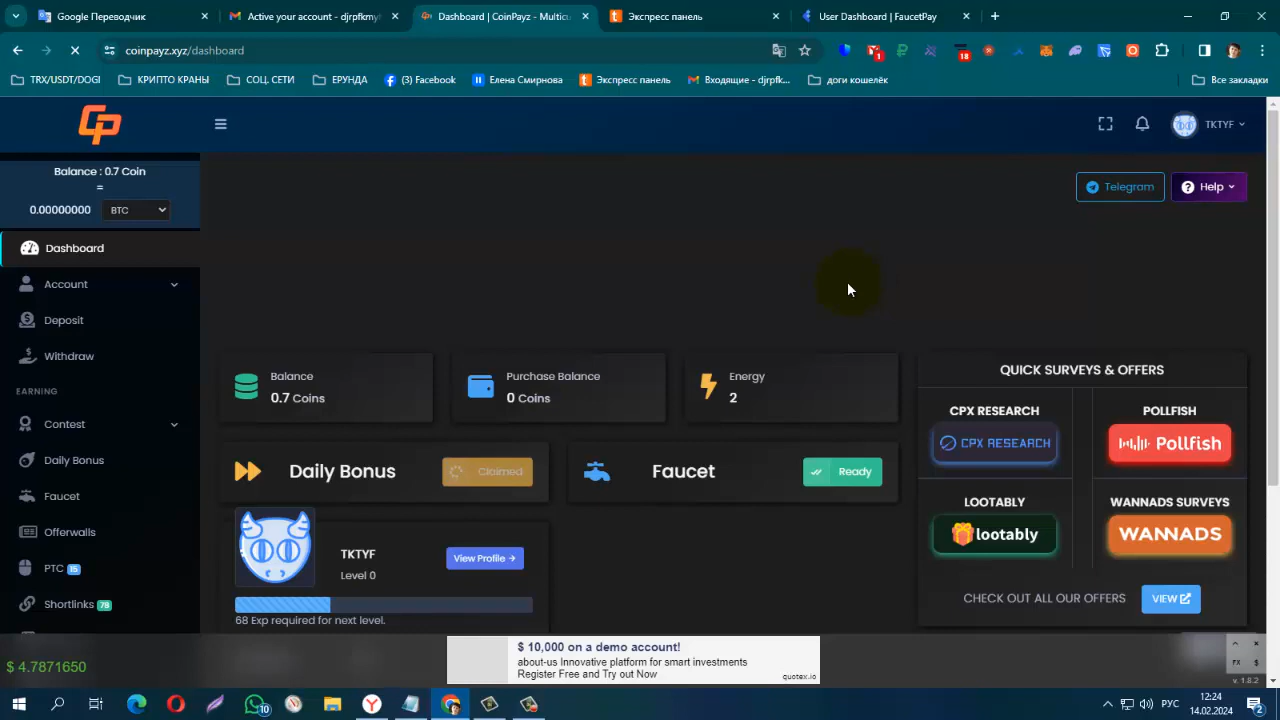 Google Переводчик
Active your account - djrpfkmyf
Dashboard | CoinPayz - Multicu
Экспресс панель
User Dashboard | FaucetPay
coinpayz.xyz/dashboard
1
18
TRX/USDT/DOGI
КРИПТО КРАНЫ
СОЦ. СЕТИ
ЕРУНДА
(3) Facebook
Елена Смирнова
Экспресс панель
Входящие - djrpfk...
доги кошелёк
Все закладки
CP
TKTYF
Balance : 0.7 Coin
=
0.00000000
BTC
Telegram
Help
Dashboard
Account
Deposit
Withdraw
EARNING
Contest
Daily Bonus
Faucet
Offerwalls
PTC 15
Shortlinks 78
Balance
0.7 Coins
Purchase Balance
0 Coins
Energy
2
Daily Bonus
Claimed
Faucet
Ready
TKTYF
Level 0
View Profile
68 Exp required for next level.
QUICK SURVEYS & OFFERS
CPX RESEARCH
CPX RESEARCH
POLLFISH
Pollfish
LOOTABLY
lootably
WANNADS SURVEYS
WANNADS
CHECK OUT ALL OUR OFFERS
VIEW
$ 4.7871650
$ 10,000 on a demo account!
about-us Innovative platform for smart investments
Register Free and Try out Now
quotex.io
FX $
v. 1.8.2
10
РУС
12:24
14.02.2024
2